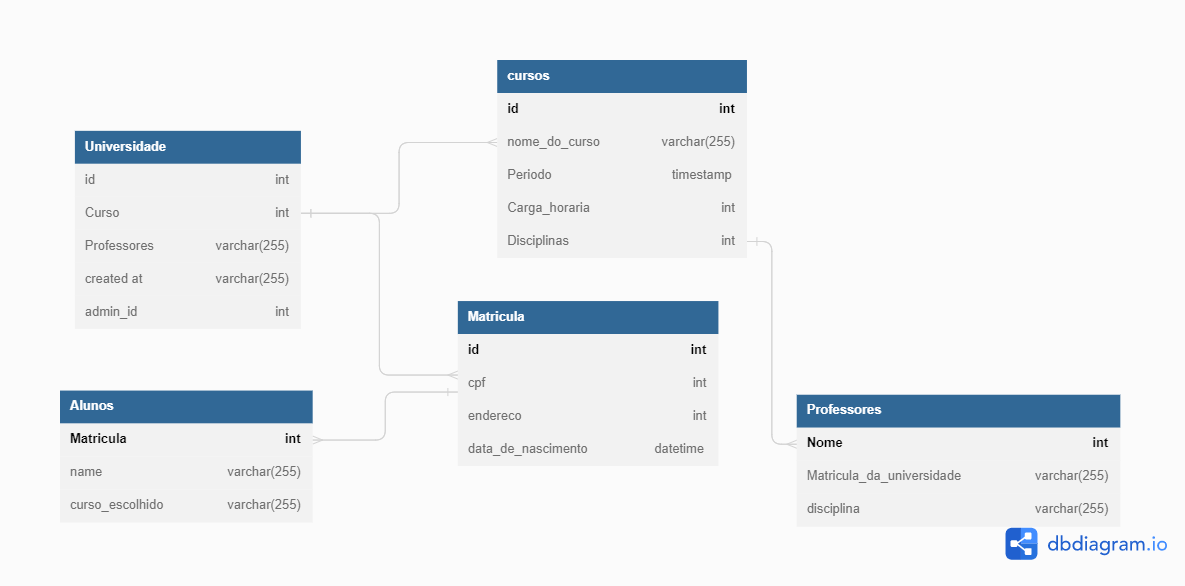 cursos
id int
nome_do_curso varchar(255)
Periodo timestamp
Carga_horaria int
Disciplinas int
Universidade
id int
Curso int
Professores varchar(255)
created at varchar(255)
admin_id int
Matricula
id int
cpf int
endereco int
data_de_nascimento datetime
Alunos
Matricula int
name varchar(255)
curso_escolhido varchar(255)
Professores
Nome int
Matricula_da_universidade varchar(255)
disciplina varchar(255)
dbdiagram.io